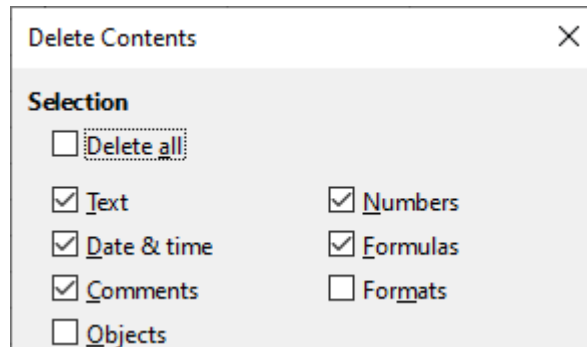 Delete Contents
Selection
Delete all
Text
Numbers
Date & time
Formulas
Comments
Formats
Objects